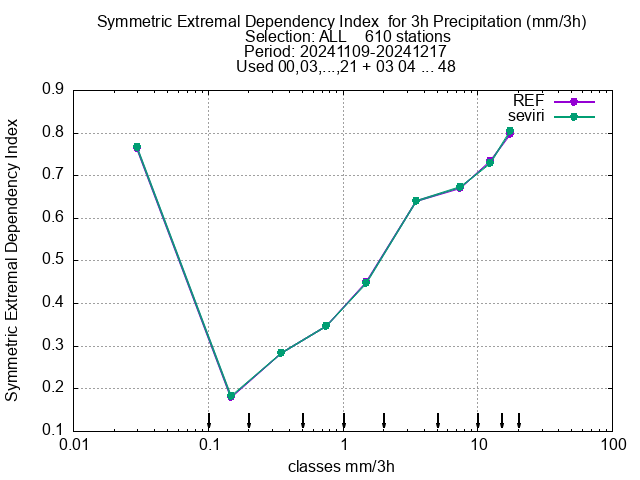 Symmetric Extremal Dependency Index  for 3h Precipitation (mm/3h)
Selection: ALL    610 stations
Period: 20241109-20241217
Used 00,03,...,21 + 03 04 ... 48
REF
seviri
Symmetric Extremal Dependency Index
0.9
0.8
0.7
0.6
0.5
0.4
0.3
0.2
0.1
0.01 0.1 1 10 100
classes mm/3h